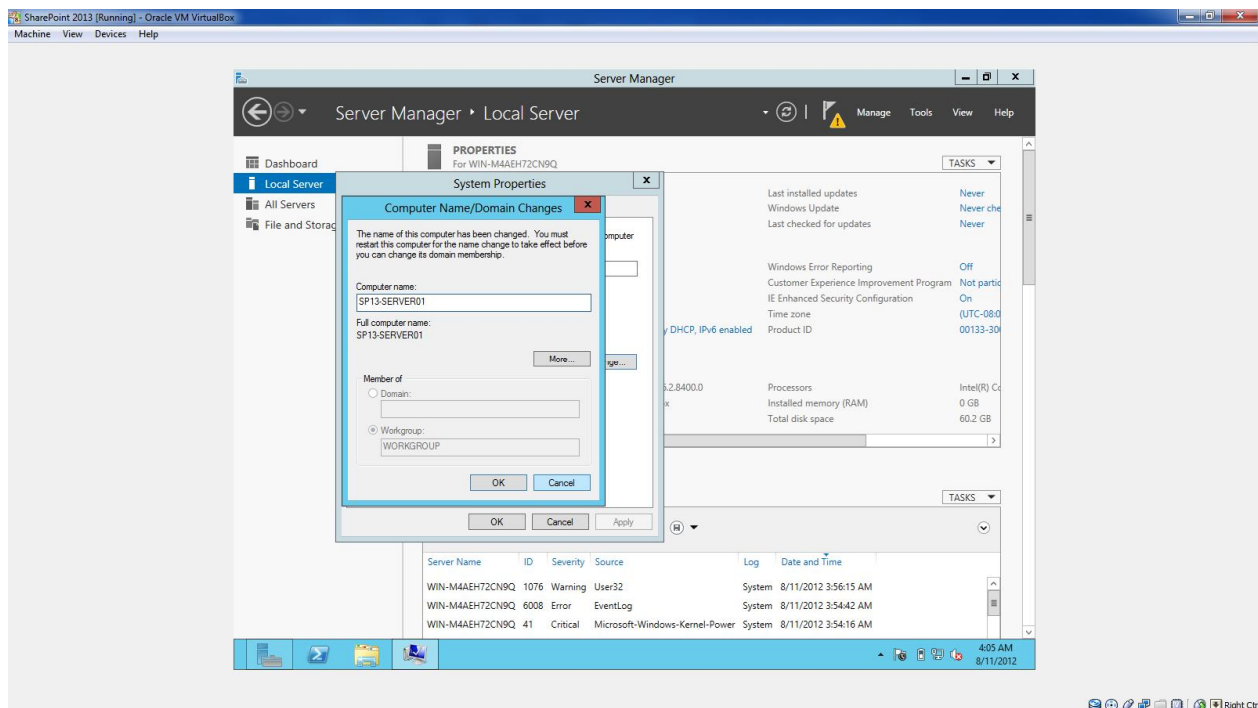 SharePoint 2013 [Running] - Oracle VM VirtualBox
Machine View Devices Help
Server Manager
Server Manager • Local Server
Manage Tools View Help
Dashboard
Local Server
All Servers
File and Storag
PROPERTIES
For WIN-M4AEH72CN9Q
TASKS
Last installed updates Never
Windows Update Never che
Last checked for updates Never
Windows Error Reporting Off
Customer Experience Improvement Program Not partic
IE Enhanced Security Configuration On
Time zone (UTC-08:0
y DHCP, IPv6 enabled Product ID 00133-30
Processors Intel(R) Co
Installed memory (RAM) 0 GB
Total disk space 60.2 GB
System Properties
omputer
Computer Name/Domain Changes
The name of this computer has been changed. You must
restart this computer for the name change to take effect before
you can change its domain membership.
Computer name:
SP13-SERVER01
Full computer name:
SP13-SERVER01
More...
Member of
Domain:
Workgroup:
WORKGROUP
OK Cancel
OK Cancel Apply
TASKS
Server Name ID Severity Source Log Date and Time
WIN-M4AEH72CN9Q 1076 Warning User32 System 8/11/2012 3:56:15 AM
WIN-M4AEH72CN9Q 6008 Error EventLog System 8/11/2012 3:54:42 AM
WIN-M4AEH72CN9Q 41 Critical Microsoft-Windows-Kernel-Power System 8/11/2012 3:54:16 AM
4:05 AM
8/11/2012
Right Ct